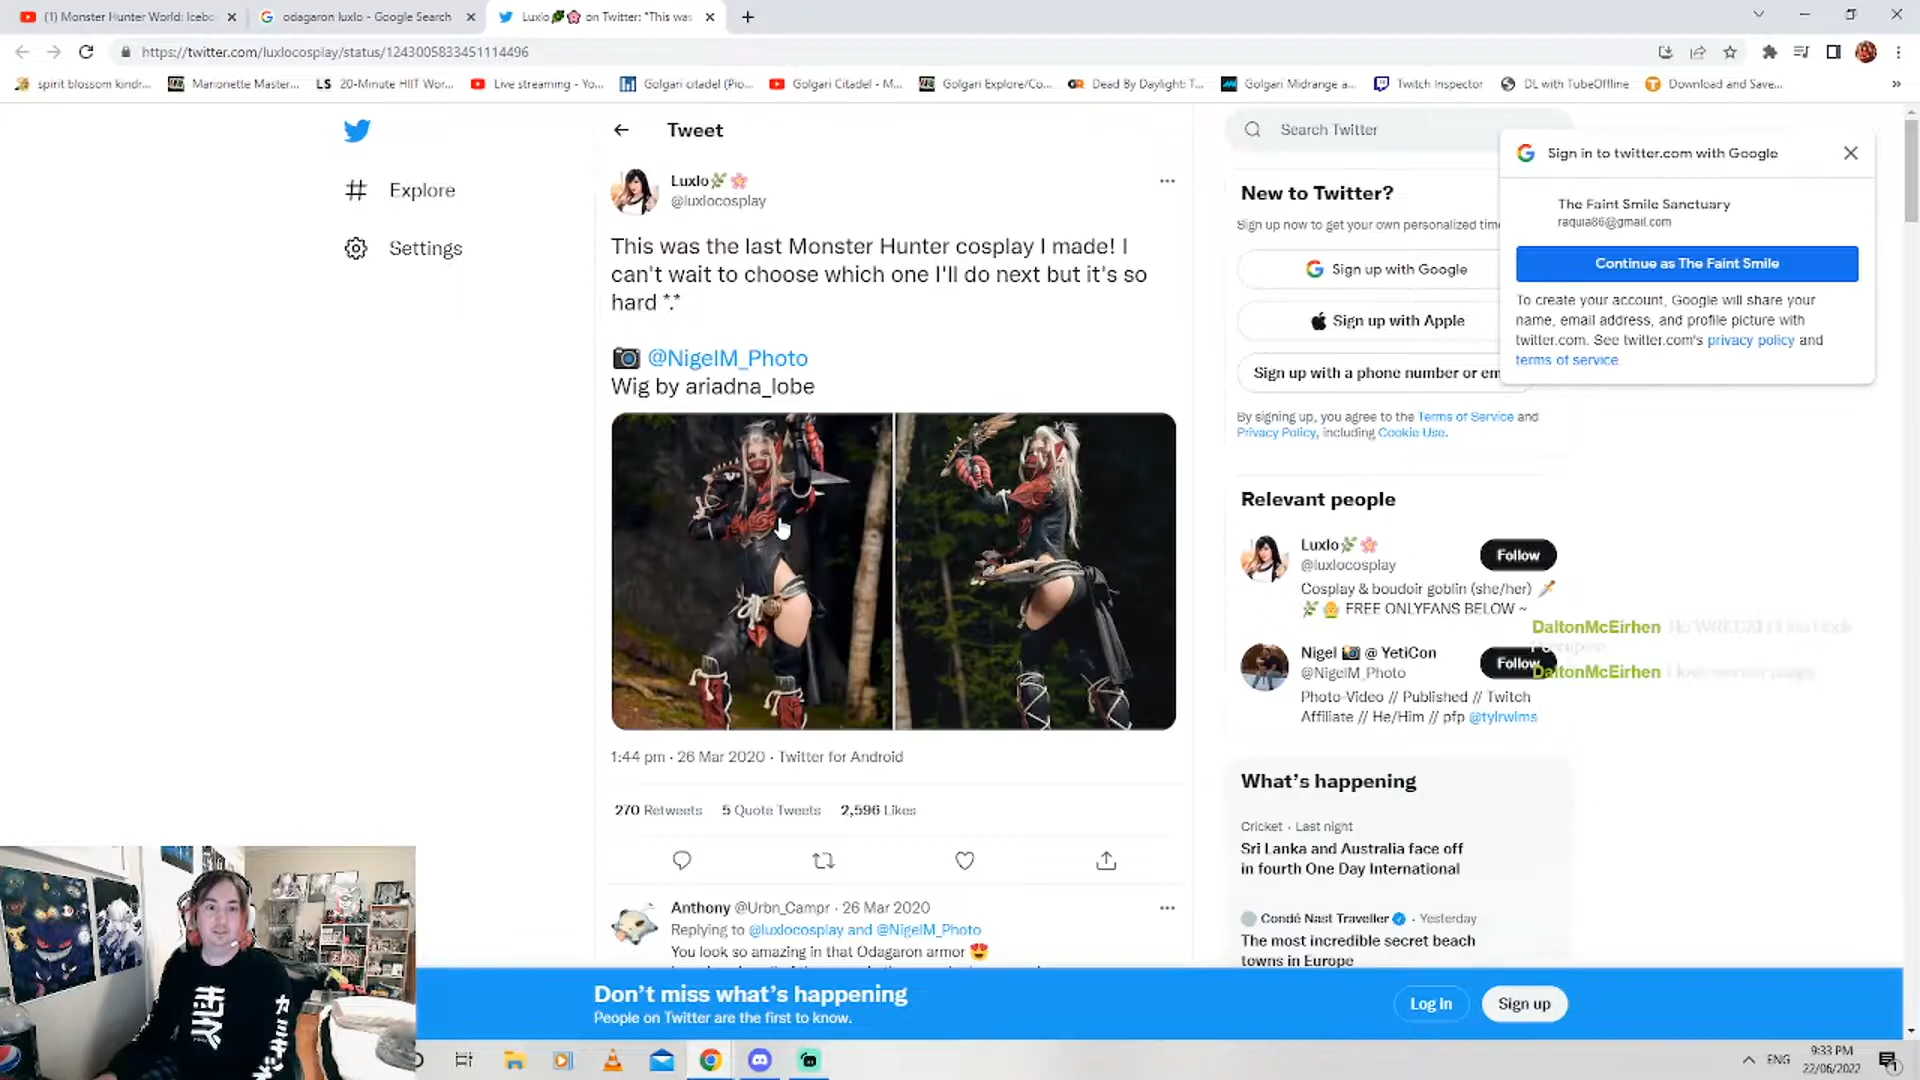 (1) Monster Hunter World: Icebo
odagaron luxlo - Google Search
Luxlo on Twitter: "This was
https://twitter.com/luxlocosplay/status/1243005833451114496
spirit blossom kindr...
Marionette Master...
LS 20-Minute HIIT Wor...
Live streaming - Yo...
Golgari citadel (Pio...
Golgari Citadel - M...
Golgari Explore/Co...
Dead By Daylight: T...
Golgari Midrange a...
Twitch Inspector
DL with TubeOffline
Download and Save...
»
Explore
Settings
Tweet
Luxlo
@luxlocosplay
This was the last Monster Hunter cosplay I made! I
can't wait to choose which one I'll do next but it's so
hard *.*
@NigelM_Photo
Wig by ariadna_lobe
1:44 pm · 26 Mar 2020 · Twitter for Android
270 Retweets 5 Quote Tweets 2,596 Likes
Anthony @Urbn_Campr · 26 Mar 2020
Replying to @luxlocosplay and @NigelM_Photo
You look so amazing in that Odagaron armor
Search Twitter
New to Twitter?
Sign up now to get your own personalized time
Sign up with Google
Sign up with Apple
Sign up with a phone number or em
By signing up, you agree to the Terms of Service and
Privacy Policy, including Cookie Use.
Sign in to twitter.com with Google
The Faint Smile Sanctuary
raquia86@gmail.com
Continue as The Faint Smile
To create your account, Google will share your
name, email address, and profile picture with
twitter.com. See twitter.com's privacy policy and
terms of service.
Relevant people
Luxlo
@luxlocosplay
Follow
Cosplay & boudoir goblin (she/her)
FREE ONLYFANS BELOW ~
Nigel @ YetiCon
@NigelM_Photo
Follow
Photo-Video // Published // Twitch
Affiliate // He/Him // pfp @tylrwlms
DaltonMcEirhen
DaltonMcEirhen
What's happening
Cricket · Last night
Sri Lanka and Australia face off
in fourth One Day International
Condé Nast Traveller · Yesterday
The most incredible secret beach
towns in Europe
Don't miss what's happening
People on Twitter are the first to know.
Log in
Sign up
ENG
9:33 PM
22/06/2022